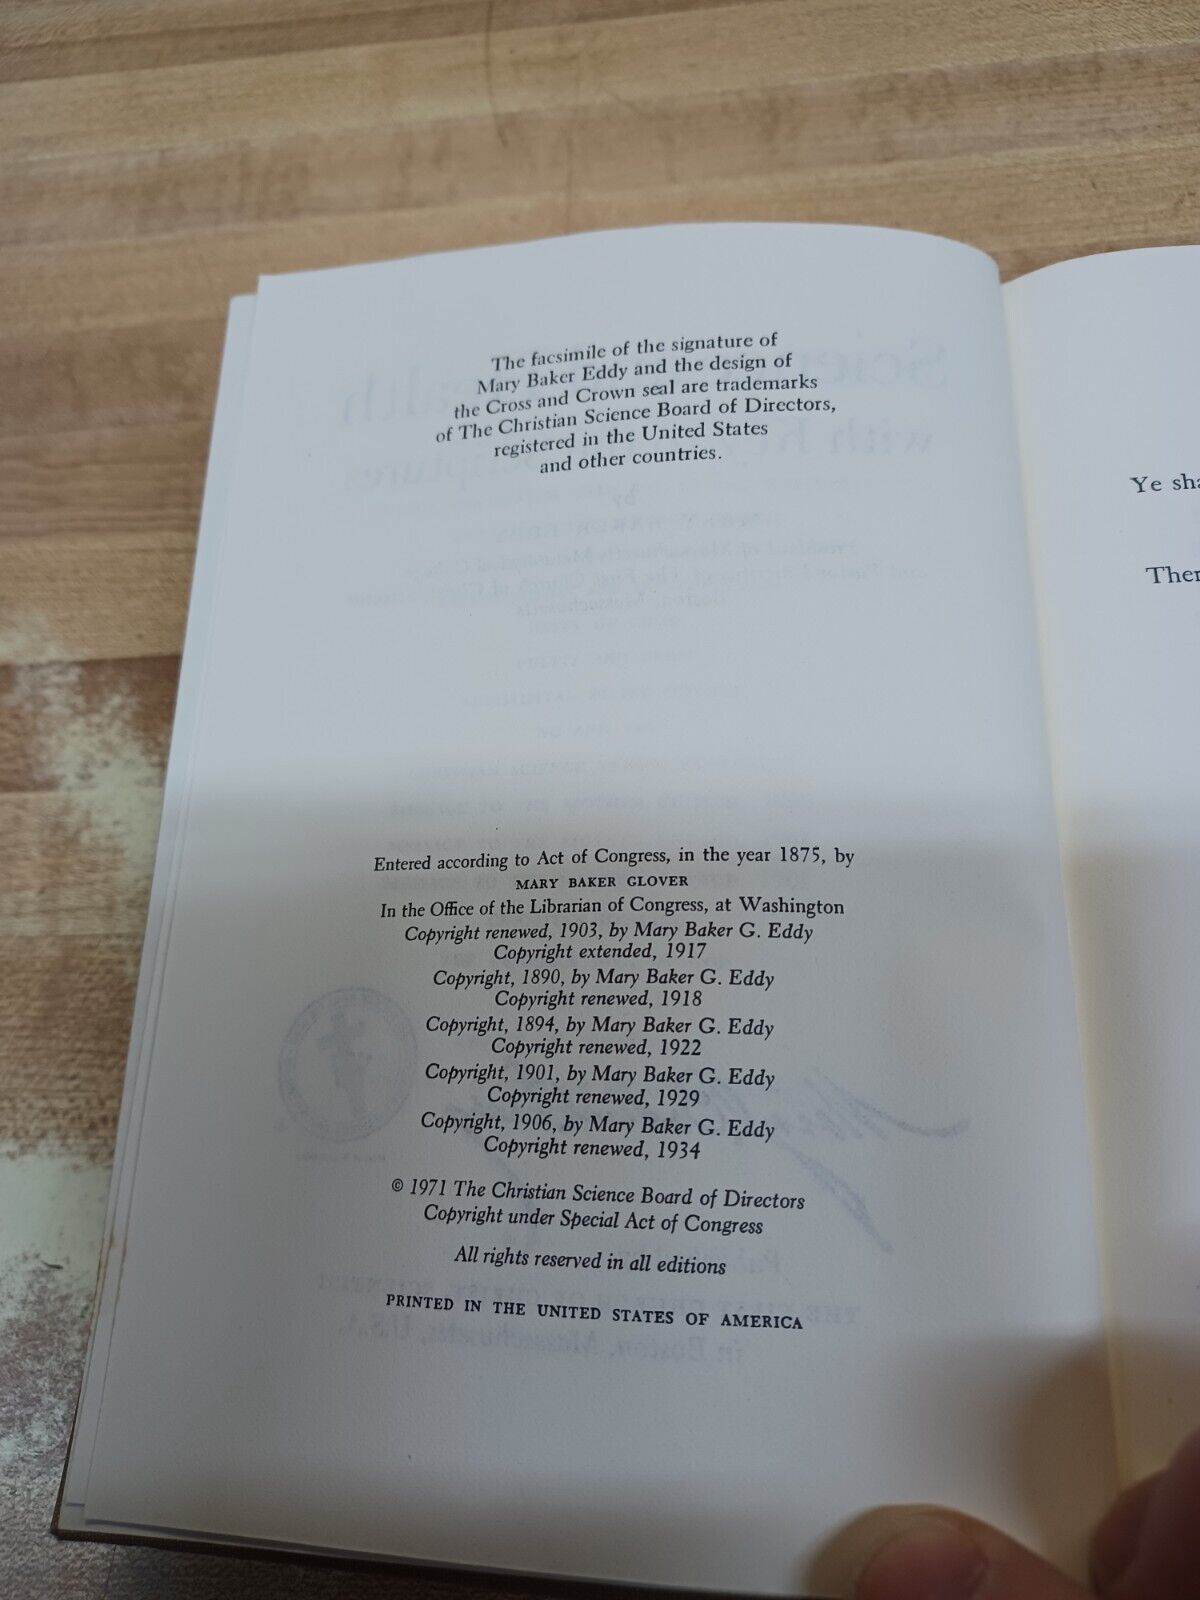 The facsimile of the signature of
Mary Baker Eddy and the design of
the Cross and Crown seal are trademarks
of The Christian Science Board of Directors,
registered in the United States
and other countries.
Entered according to Act of Congress, in the year 1875, by
MARY BAKER GLOVER
In the Office of the Librarian of Congress, at Washington
Copyright renewed, 1903, by Mary Baker G. Eddy
Copyright extended, 1917
Copyright, 1890, by Mary Baker G. Eddy
Copyright renewed, 1918
Copyright, 1894, by Mary Baker G. Eddy
Copyright renewed, 1922
Copyright, 1901, by Mary Baker G. Eddy
Copyright renewed, 1929
Copyright, 1906, by Mary Baker G. Eddy
Copyright renewed, 1934
© 1971 The Christian Science Board of Directors
Copyright under Special Act of Congress
All rights reserved in all editions
PRINTED IN THE UNITED STATES OF AMERICA
Ye sha
Ther